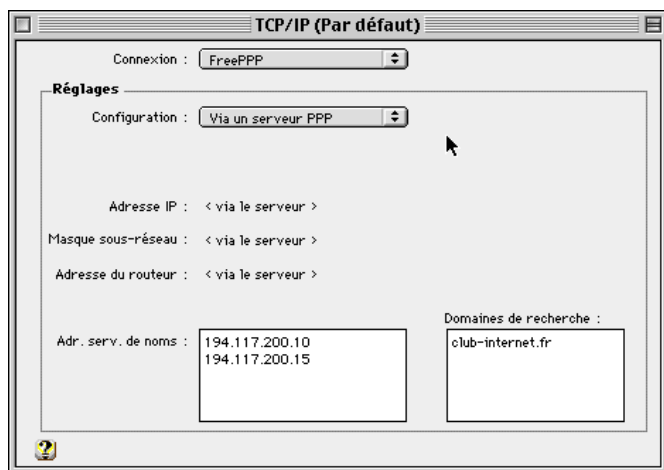 TCP/IP (Par défaut)
Connexion : FreePPP
Réglages
Configuration : Via un serveur PPP
Adresse IP : < via le serveur >
Masque sous-réseau : < via le serveur >
Adresse du routeur : < via le serveur >
Domaines de recherche :
Adr. serv. de noms : 194.117.200.10 club-internet.fr
194.117.200.15
?